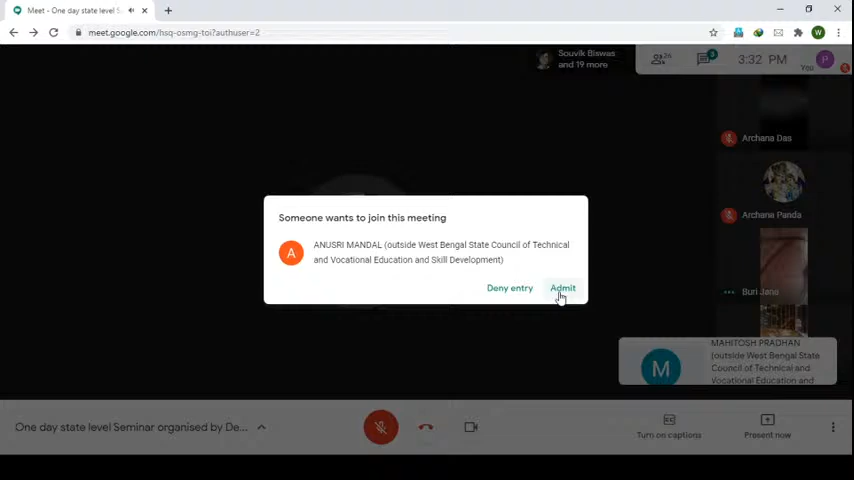 Meet - One day state level S
meet.google.com/hsq-osmg-toi?authuser=2
W
Souvik Biswas
and 19 more
26
3
3:32 PM
You
P
Archana Das
Archana Panda
Buri Jana
Someone wants to join this meeting
A
ANUSRI MANDAL (outside West Bengal State Council of Technical
and Vocational Education and Skill Development)
Deny entry
Admit
M
MAHITOSH PRADHAN
(outside West Bengal State
Council of Technical and
Vocational Education and
One day state level Seminar organised by De...
Turn on captions
Present now